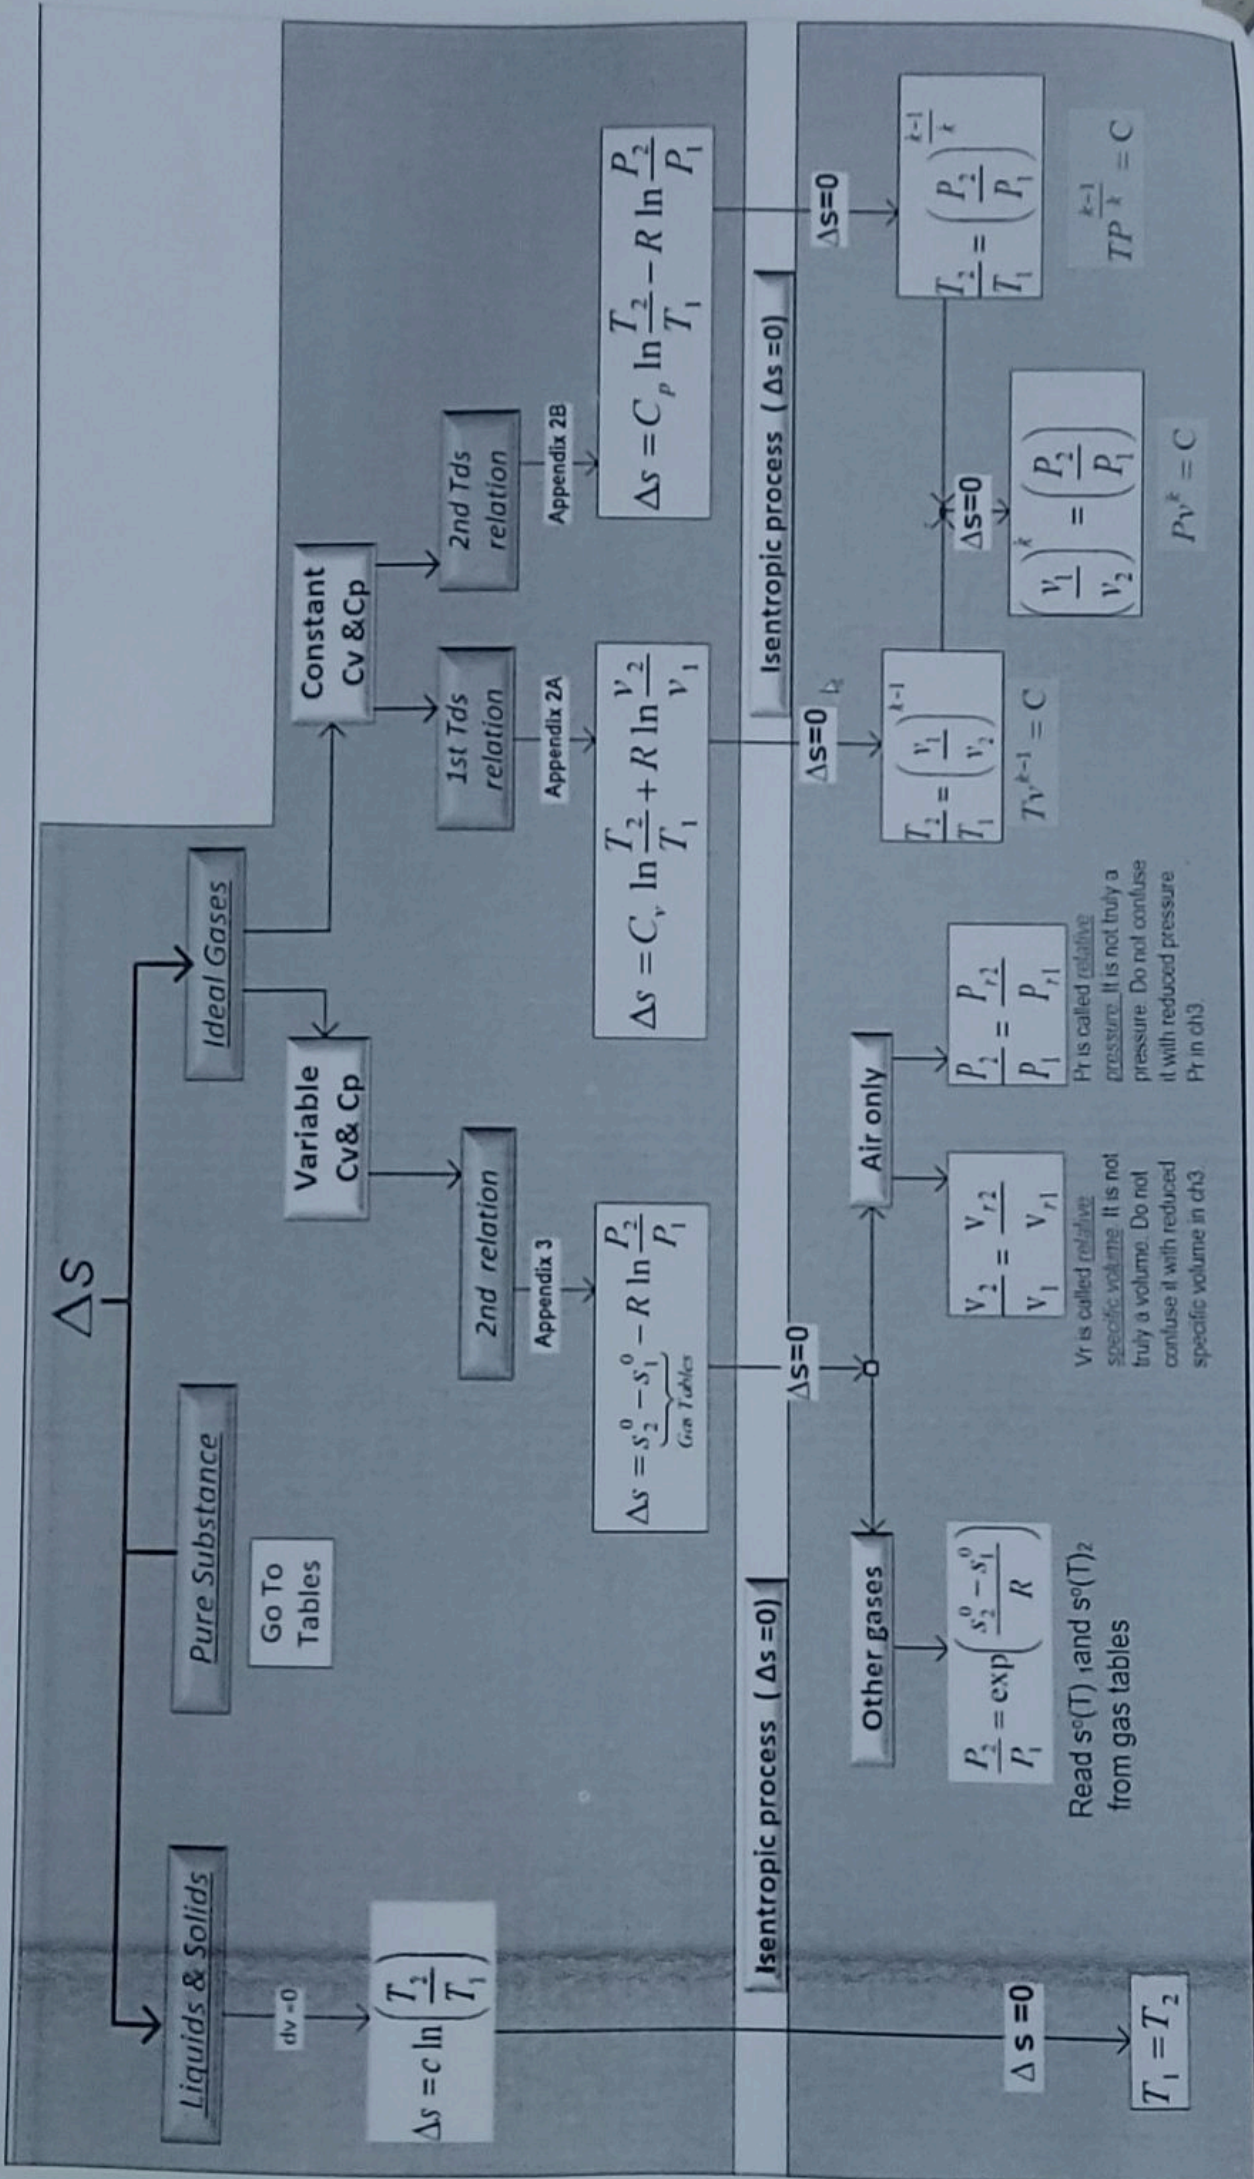 ΔS
Liquids & Solids
Pure Substance
Ideal Gases
dv =0
Δs = c ln(T₂/T₁)
Go To
Tables
Variable
Cv& Cp
Constant
Cv &Cp
2nd relation
1st Tds
relation
2nd Tds
relation
Appendix 3
Appendix 2A
Appendix 2B
Δs = s₂⁰ − s₁⁰ − R ln P₂/P₁
Gas Tables
Δs = Cᵥ ln T₂/T₁ + R ln v₂/v₁
Δs = Cₚ ln T₂/T₁ − R ln P₂/P₁
Isentropic process ( Δs =0)
Isentropic process ( Δs =0)
Δ s =0
T₁ = T₂
Δs=0
Other gases
Air only
P₂/P₁ = exp((s₂⁰ − s₁⁰)/R)
Read s⁰(T) ₁and s⁰(T)₂
from gas tables
v₂/v₁ = vᵣ₂/vᵣ₁
Vr is called relative
specific volume. It is not
truly a volume. Do not
confuse it with reduced
specific volume in ch3.
P₂/P₁ = Pᵣ₂/Pᵣ₁
Pr is called relative
pressure. It is not truly a
pressure. Do not confuse
it with reduced pressure
Pr in ch3.
Δs=0
T₂/T₁ = (v₁/v₂)^(k−1)
Tv^(k−1) = C
Δs=0
(v₁/v₂)^k = (P₂/P₁)
Pv^k = C
Δs=0
T₂/T₁ = (P₂/P₁)^((k−1)/k)
TP^((k−1)/k) = C